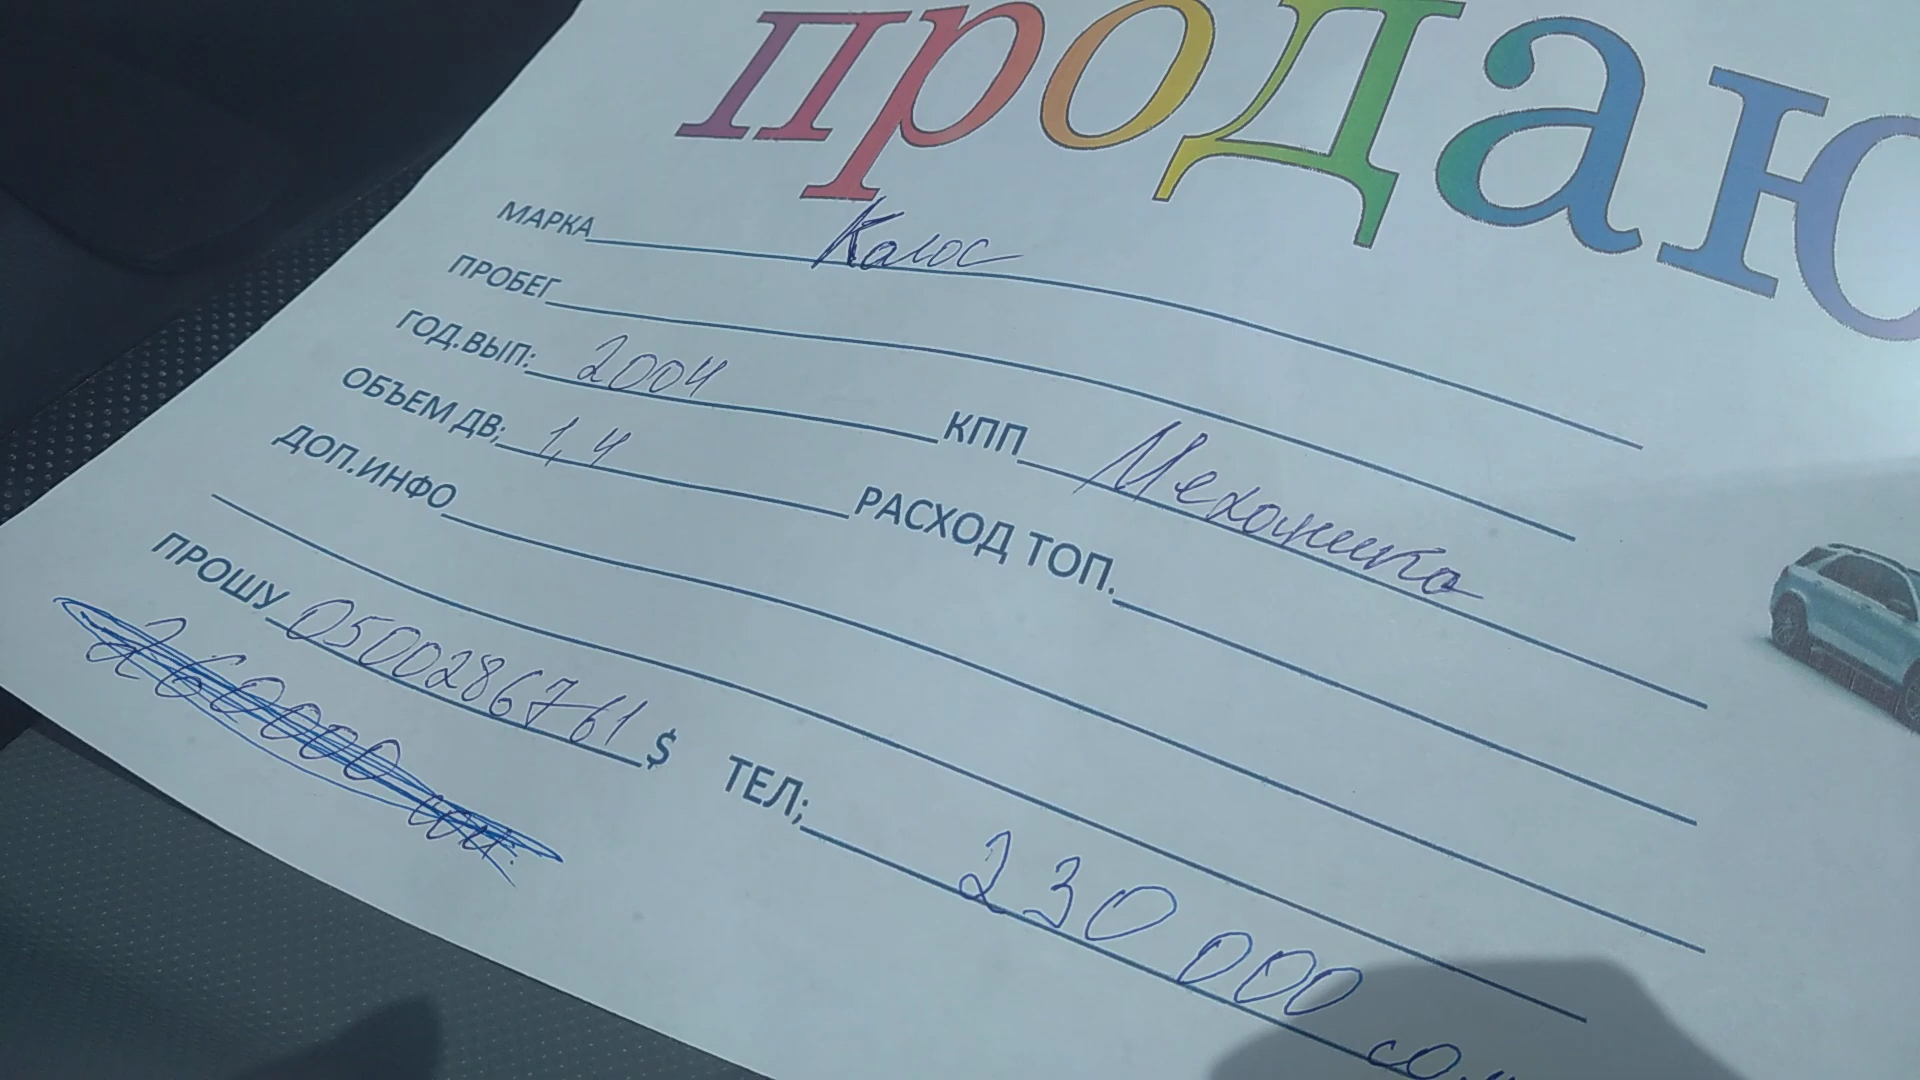 продаю
МАРКА Калос
ПРОБЕГ
ГОД.ВЫП: 2004 КПП Механика
ОБЪЕМ ДВ; 1,4 РАСХОД ТОП.
ДОП.ИНФО
ПРОШУ 0500286761 $ ТЕЛ; 230 000 сом
260000